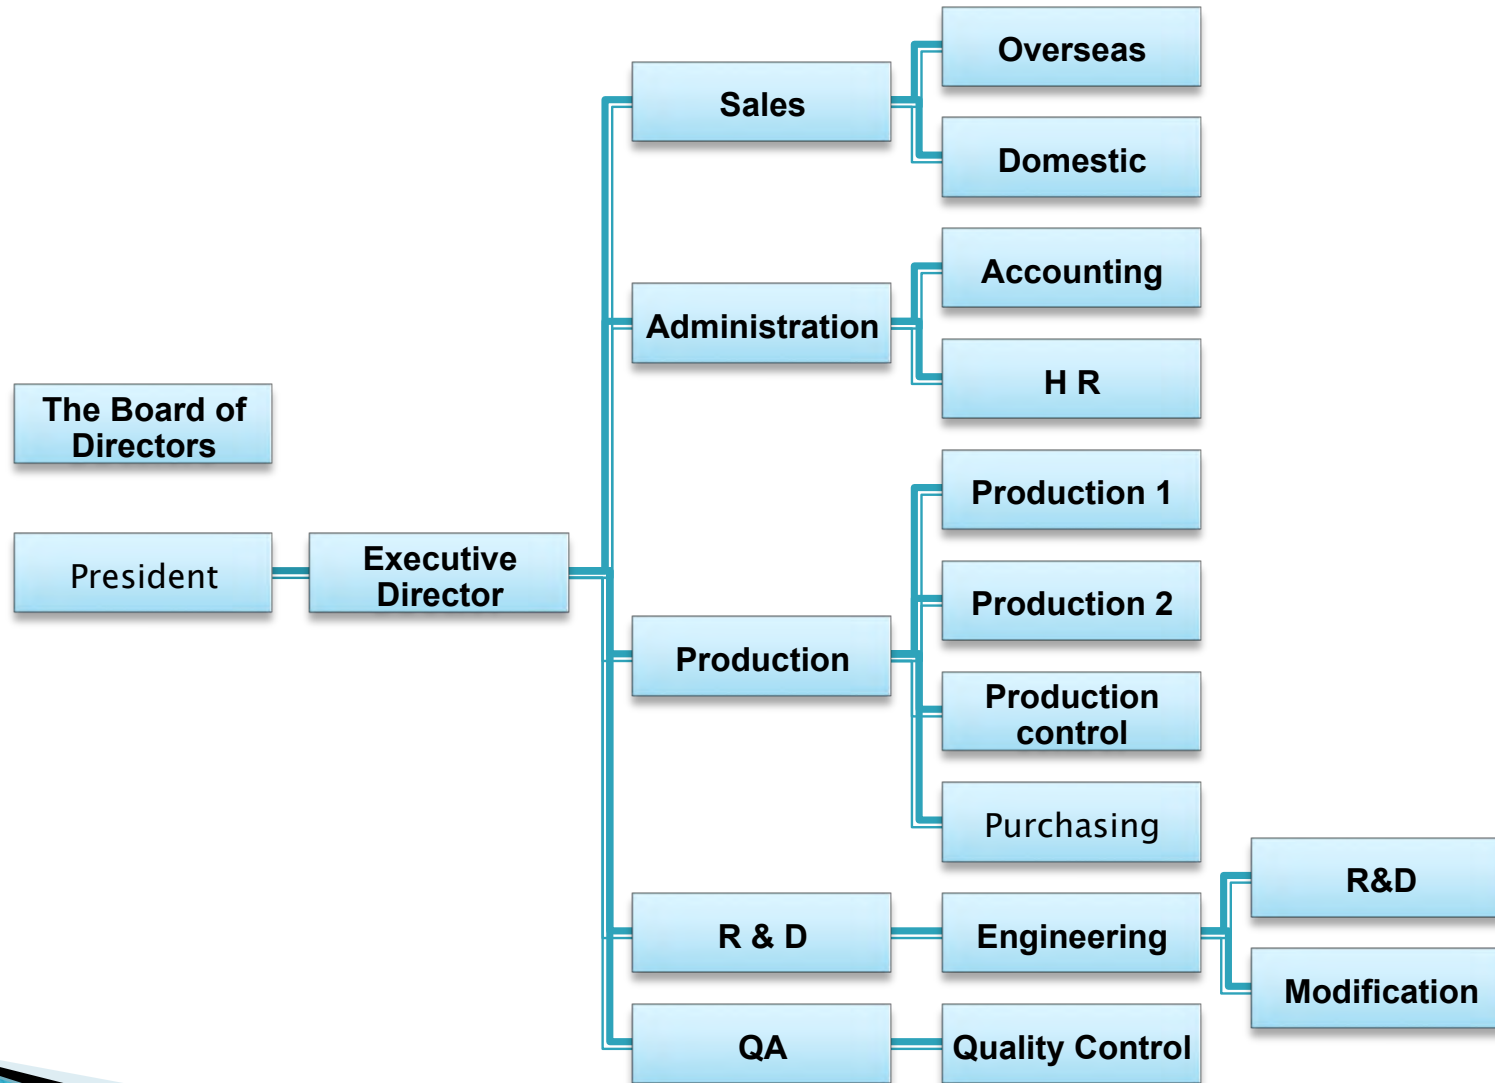 The Board of
Directors
President
Executive
Director
Sales
Overseas
Domestic
Administration
Accounting
H R
Production
Production 1
Production 2
Production
control
Purchasing
R & D
Engineering
R&D
Modification
QA
Quality Control